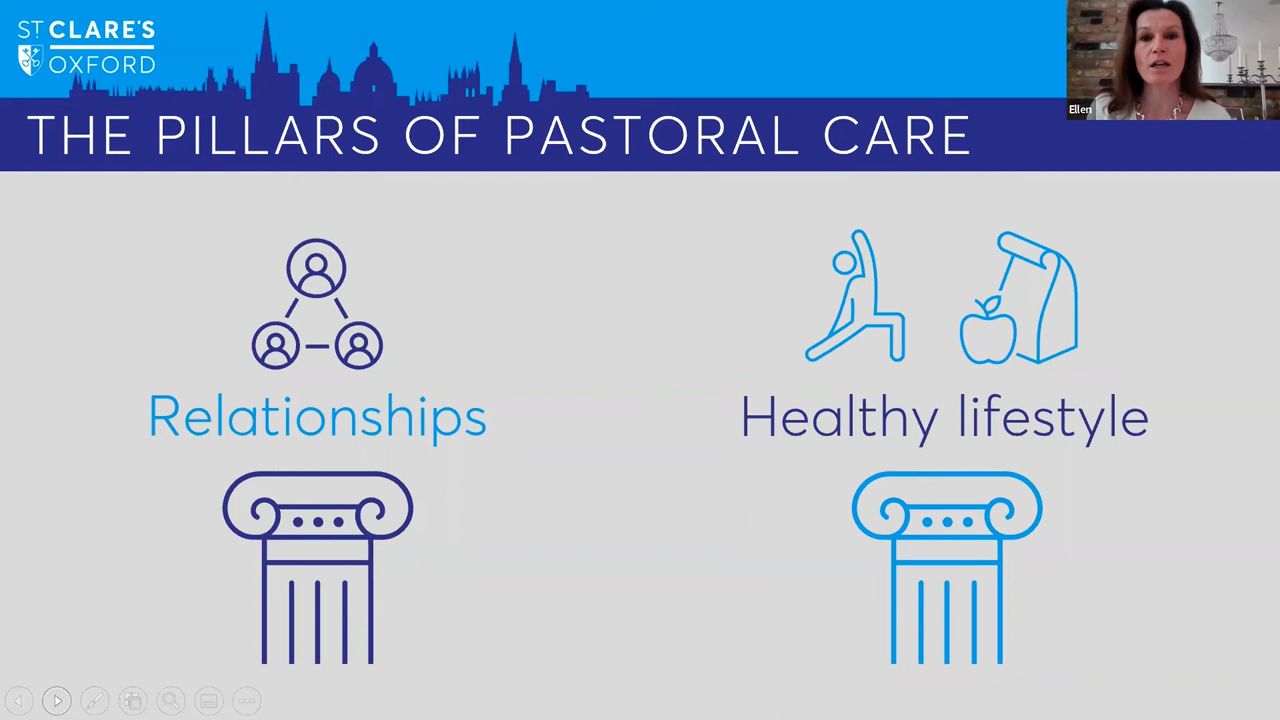 ST CLARE'S
OXFORD
Ellen
THE PILLARS OF PASTORAL CARE
Relationships
Healthy lifestyle